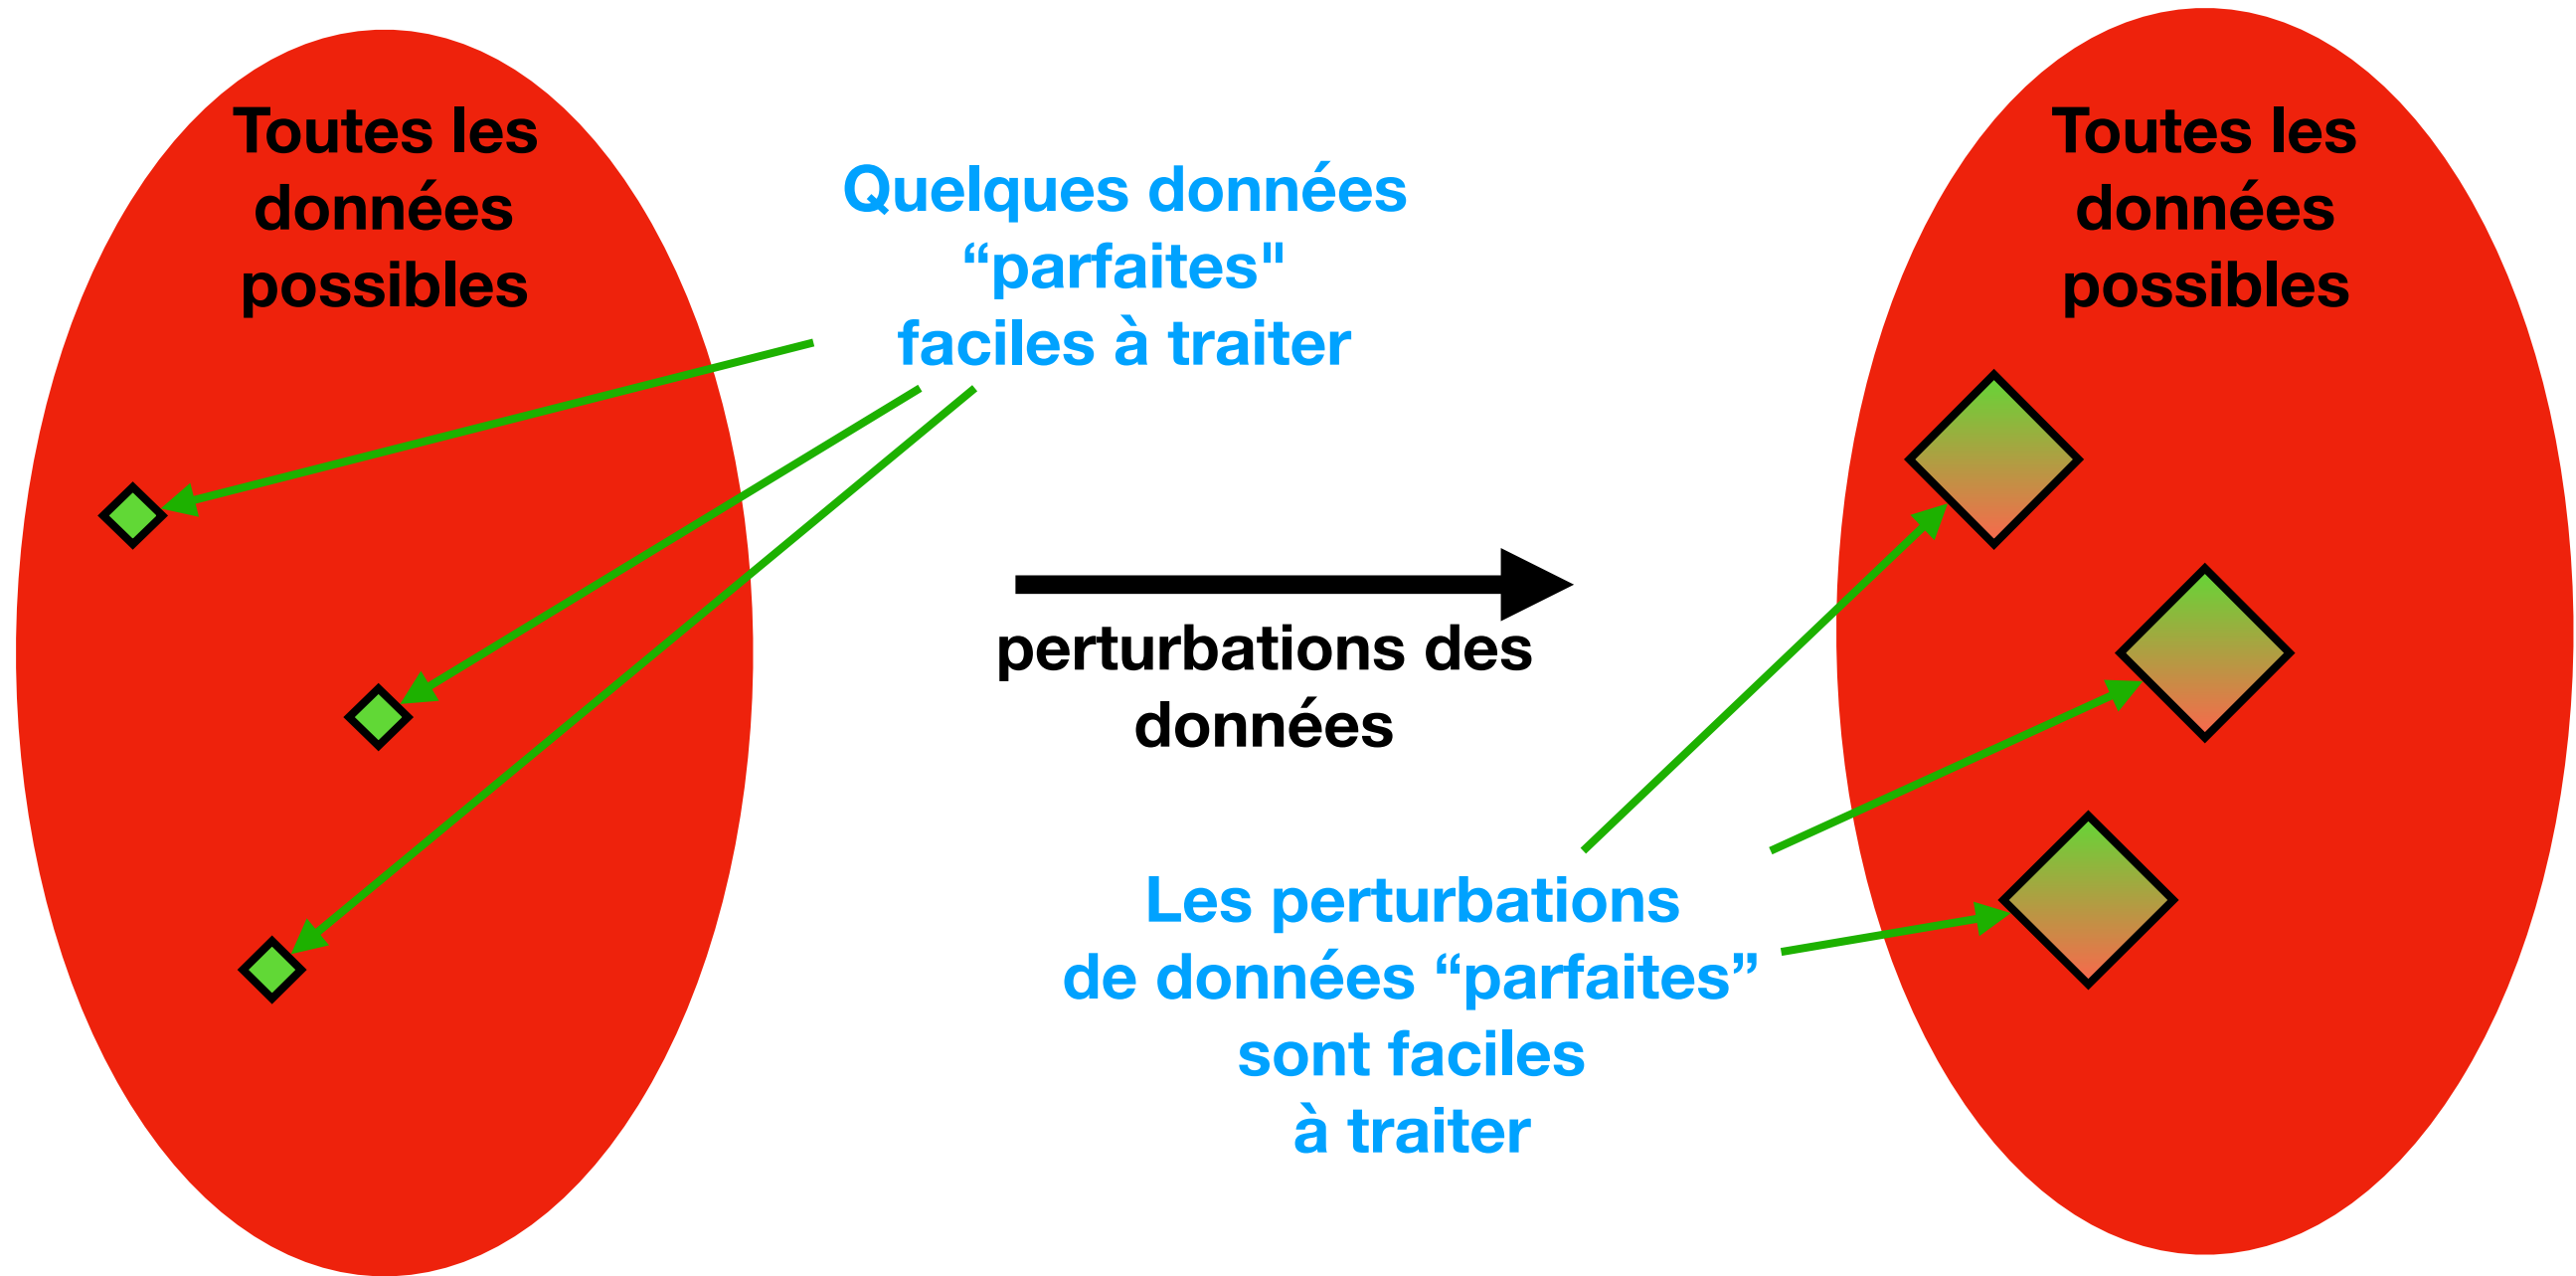 Toutes les
données
possibles
Quelques données
“parfaites"
faciles à traiter
perturbations des
données
Les perturbations
de données “parfaites”
sont faciles
à traiter
Toutes les
données
possibles